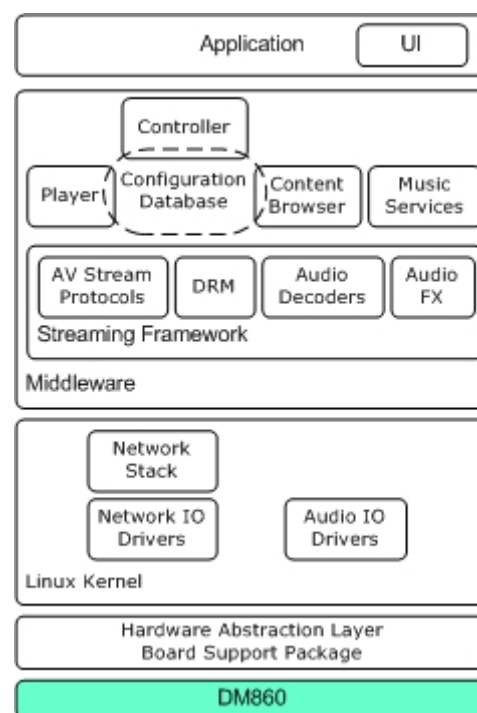 Application
UI
Controller
Player
Configuration
Database
Content
Browser
Music
Services
AV Stream
Protocols
DRM
Audio
Decoders
Audio
FX
Streaming Framework
Middleware
Network
Stack
Network IO
Drivers
Audio IO
Drivers
Linux Kernel
Hardware Abstraction Layer
Board Support Package
DM860